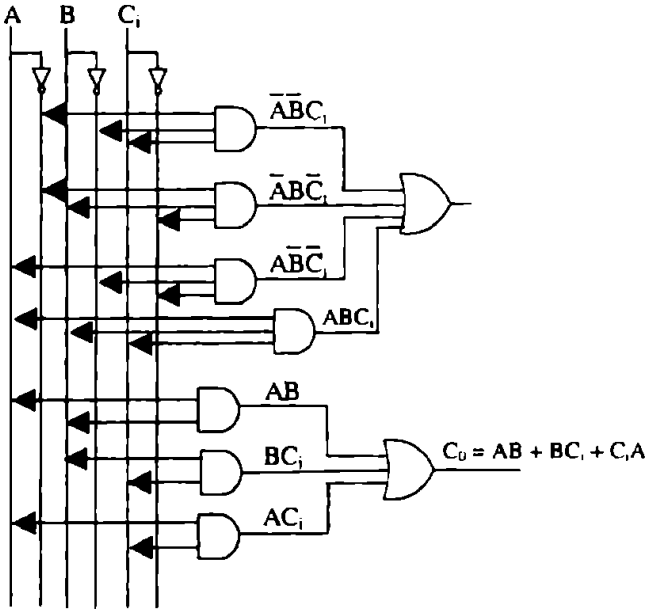 A B Cᵢ
A̅B̅Cᵢ
A̅BC̅ᵢ
AB̅C̅ᵢ
ABCᵢ
AB
BCᵢ
C₀ = AB + BCᵢ + CᵢA
ACᵢ